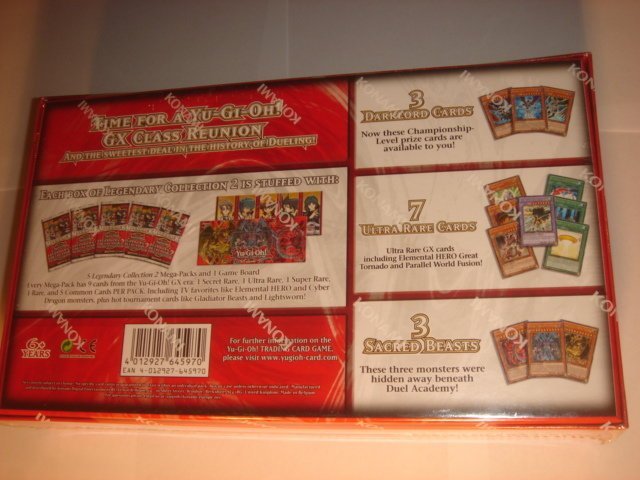 Time for a Yu-Gi-Oh!
GX Class Reunion
And the sweetest deal in the history of Dueling!
Each box of Legendary Collection 2 is stuffed with:
Yu-Gi-Oh!
5 Legendary Collection 2 Mega-Packs and 1 Game Board
Every Mega-Pack has 9 cards from the Yu-Gi-Oh! GX era: 1 Secret Rare, 1 Ultra Rare, 1 Super Rare,
1 Rare, and 5 Common Cards PER PACK. Including TV favorites like Elemental HERO and Cyber
Dragon monsters, plus hot tournament cards like Gladiator Beasts and Lightsworn!
6+
YEARS
CE
4 012927 645970
EAN 4-012927-645970
For further information on the
Yu-Gi-Oh! TRADING CARD GAME,
please visit www.yugioh-card.com
3
Darklord Cards
Now these Championship-
Level prize cards are
available to you!
7
Ultra Rare Cards
Ultra Rare GX cards
including Elemental HERO Great
Tornado and Parallel World Fusion!
3
Sacred Beasts
These three monsters were
hidden away beneath
Duel Academy!
KONAMI